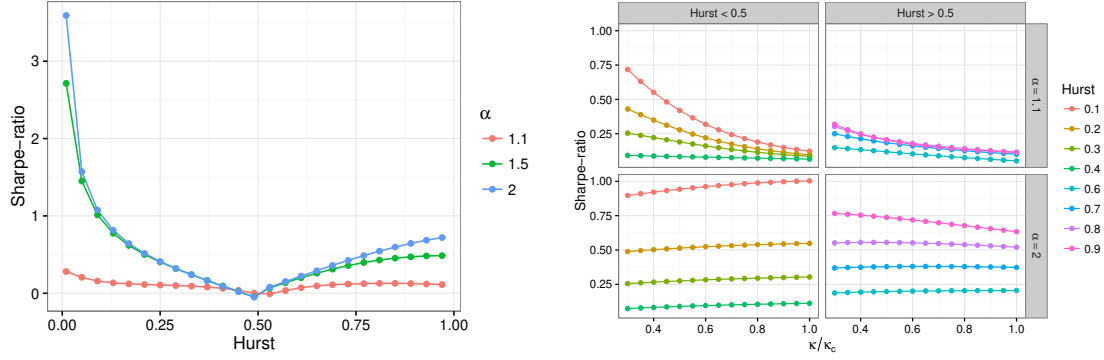 Sharpe-ratio
3
2
1
0
0.00 0.25 0.50 0.75 1.00
Hurst
α
1.1
1.5
2
Hurst < 0.5 Hurst > 0.5
Sharpe-ratio
1.00
0.75
0.50
0.25
α = 1.1
1.00
0.75
0.50
0.25
α = 2
0.4 0.6 0.8 1.0 0.4 0.6 0.8 1.0
κ/κc
Hurst
0.1
0.2
0.3
0.4
0.6
0.7
0.8
0.9